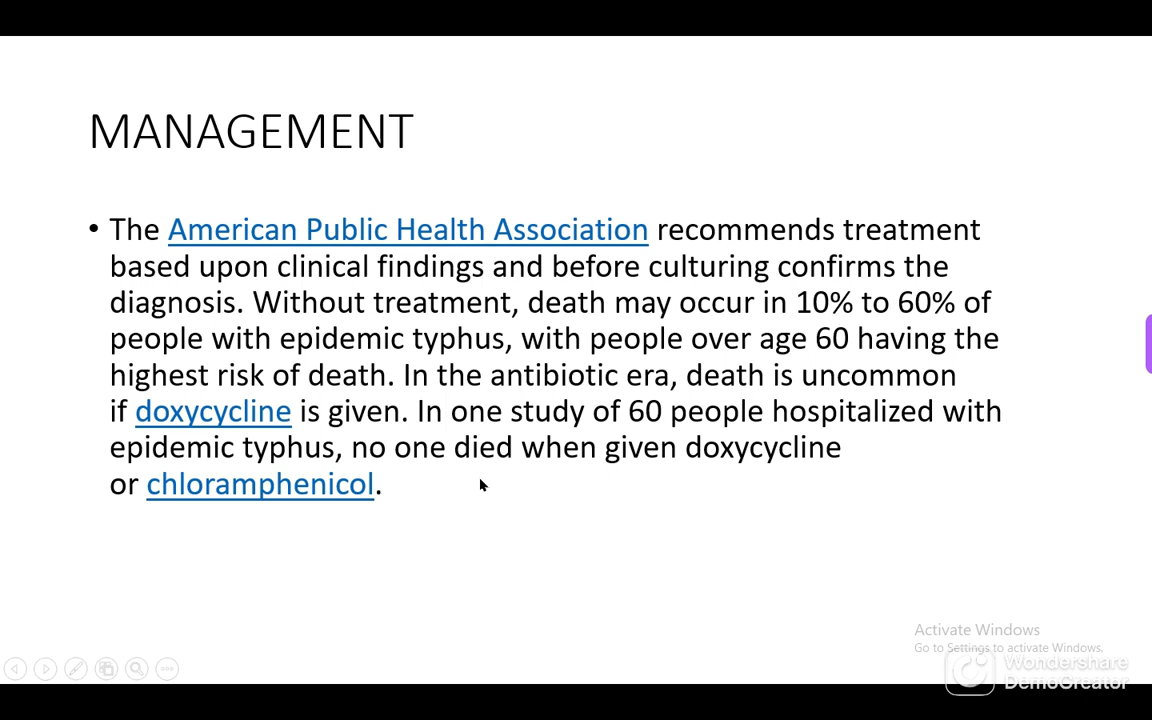 MANAGEMENT
• The American Public Health Association recommends treatment
based upon clinical findings and before culturing confirms the
diagnosis. Without treatment, death may occur in 10% to 60% of
people with epidemic typhus, with people over age 60 having the
highest risk of death. In the antibiotic era, death is uncommon
if doxycycline is given. In one study of 60 people hospitalized with
epidemic typhus, no one died when given doxycycline
or chloramphenicol.
Activate Windows
Go to Settings to activate Windows.
Wondershare
DemoCreator